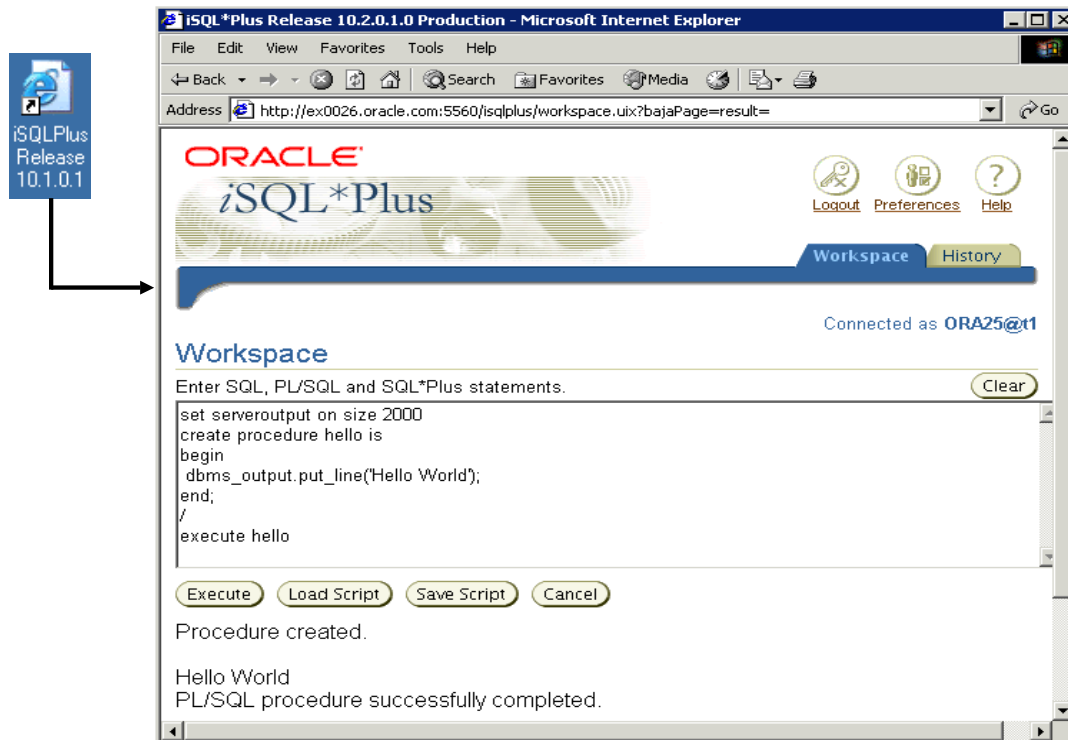 iSQLPlus
Release
10.1.0.1
iSQL*Plus Release 10.2.0.1.0 Production - Microsoft Internet Explorer
File Edit View Favorites Tools Help
Back Search Favorites Media
Address http://ex0026.oracle.com:5560/isqlplus/workspace.uix?bajaPage=result= Go
ORACLE
iSQL*Plus
Logout Preferences Help
Workspace History
Connected as ORA25@t1
Workspace
Enter SQL, PL/SQL and SQL*Plus statements. Clear
set serveroutput on size 2000
create procedure hello is
begin
dbms_output.put_line('Hello World');
end;
/
execute hello
Execute Load Script Save Script Cancel
Procedure created.
Hello World
PL/SQL procedure successfully completed.